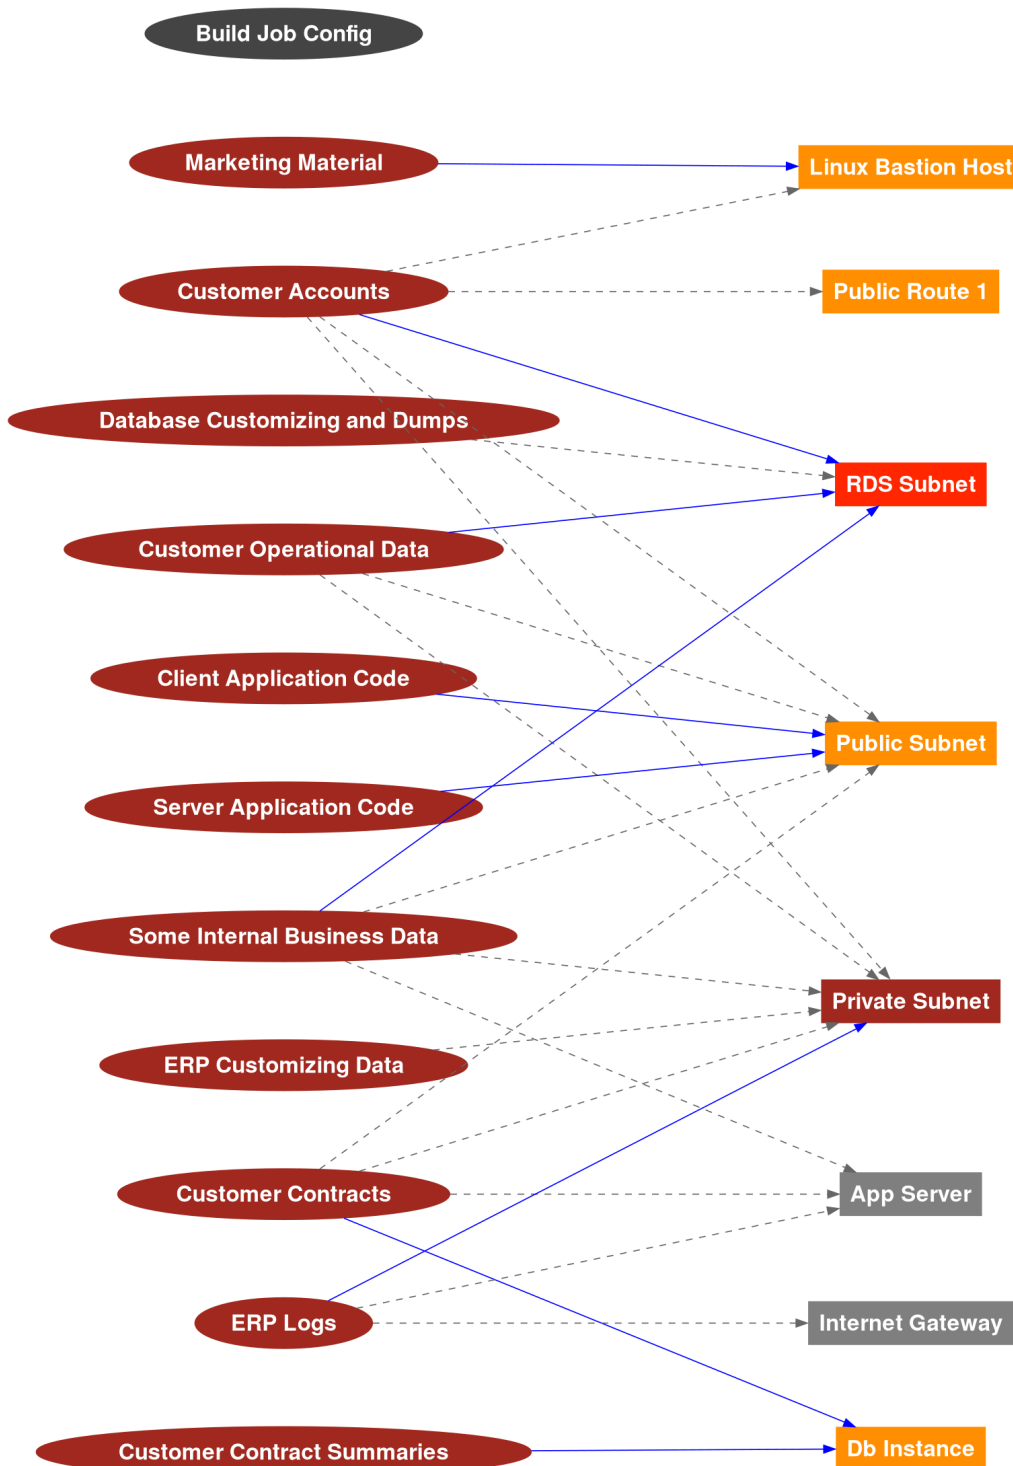 Build Job Config
Marketing Material
Linux Bastion Host
Customer Accounts
Public Route 1
Database Customizing and Dumps
RDS Subnet
Customer Operational Data
Client Application Code
Public Subnet
Server Application Code
Some Internal Business Data
Private Subnet
ERP Customizing Data
Customer Contracts
App Server
ERP Logs
Internet Gateway
Customer Contract Summaries
Db Instance